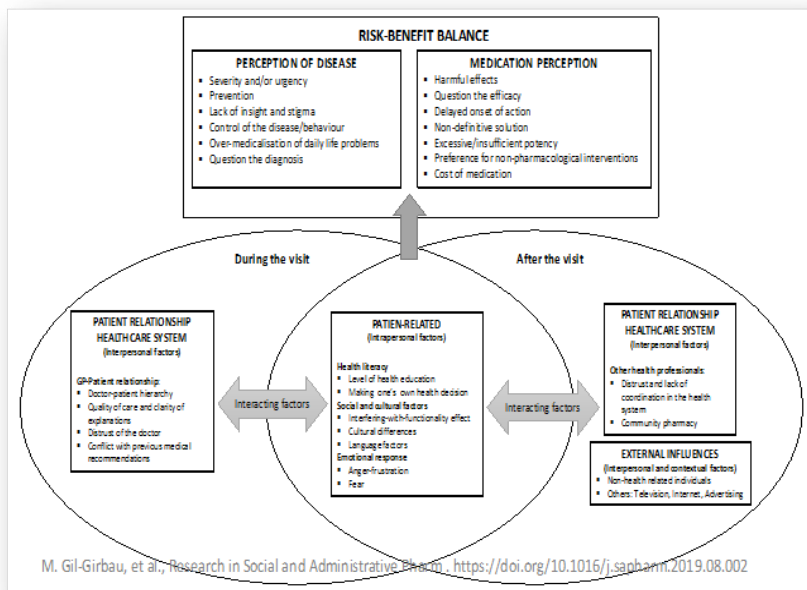 RISK-BENEFIT BALANCE
PERCEPTION OF DISEASE
▪ Severity and/or urgency
▪ Prevention
▪ Lack of insight and stigma
▪ Control of the disease/behaviour
▪ Over-medicalisation of daily life problems
▪ Question the diagnosis
MEDICATION PERCEPTION
▪ Harmful effects
▪ Question the efficacy
▪ Delayed onset of action
▪ Non-definitive solution
▪ Excessive/insufficient potency
▪ Preference for non-pharmacological interventions
▪ Cost of medication
During the visit
After the visit
PATIENT RELATIONSHIP
HEALTHCARE SYSTEM
(Interpersonal factors)
GP-Patient relationship:
▪ Doctor-patient hierarchy
▪ Quality of care and clarity of
explanations
▪ Distrust of the doctor
▪ Conflict with previous medical
recommendations
Interacting factors
PATIEN-RELATED
(Intrapersonal factors)
Health literacy
▪ Level of health education
▪ Making one's own health decision
Social and cultural factors
▪ Interfering-with-functionality effect
▪ Cultural differences
▪ Language factors
Emotional response
▪ Anger-frustration
▪ Fear
Interacting factors
PATIENT RELATIONSHIP
HEALTHCARE SYSTEM
(Interpersonal factors)
Other health professionals:
▪ Distrust and lack of
coordination in the health
system
▪ Community pharmacy
EXTERNAL INFLUENCES
(Interpersonal and contextual factors)
▪ Non-health related individuals
▪ Others: Television, Internet, Advertising
M. Gil-Girbau, et al., Research in Social and Administrative Pharm . https://doi.org/10.1016/j.sapharm.2019.08.002